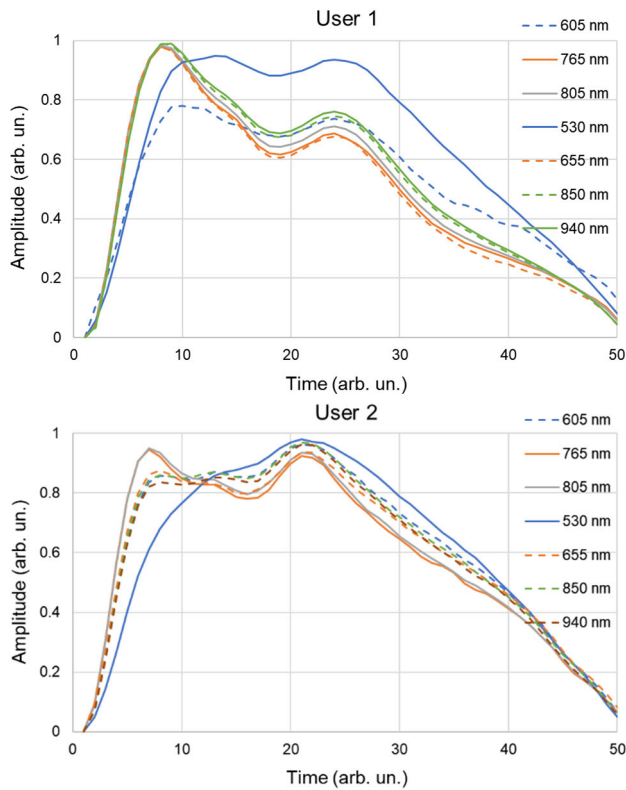 User 1
605 nm
765 nm
805 nm
530 nm
655 nm
850 nm
940 nm
Amplitude (arb. un.)
1
0.8
0.6
0.4
0.2
0
0 10 20 30 40 50
Time (arb. un.)
User 2
605 nm
765 nm
805 nm
530 nm
655 nm
850 nm
940 nm
Amplitude (arb. un.)
1
0.8
0.6
0.4
0.2
0
0 10 20 30 40 50
Time (arb. un.)